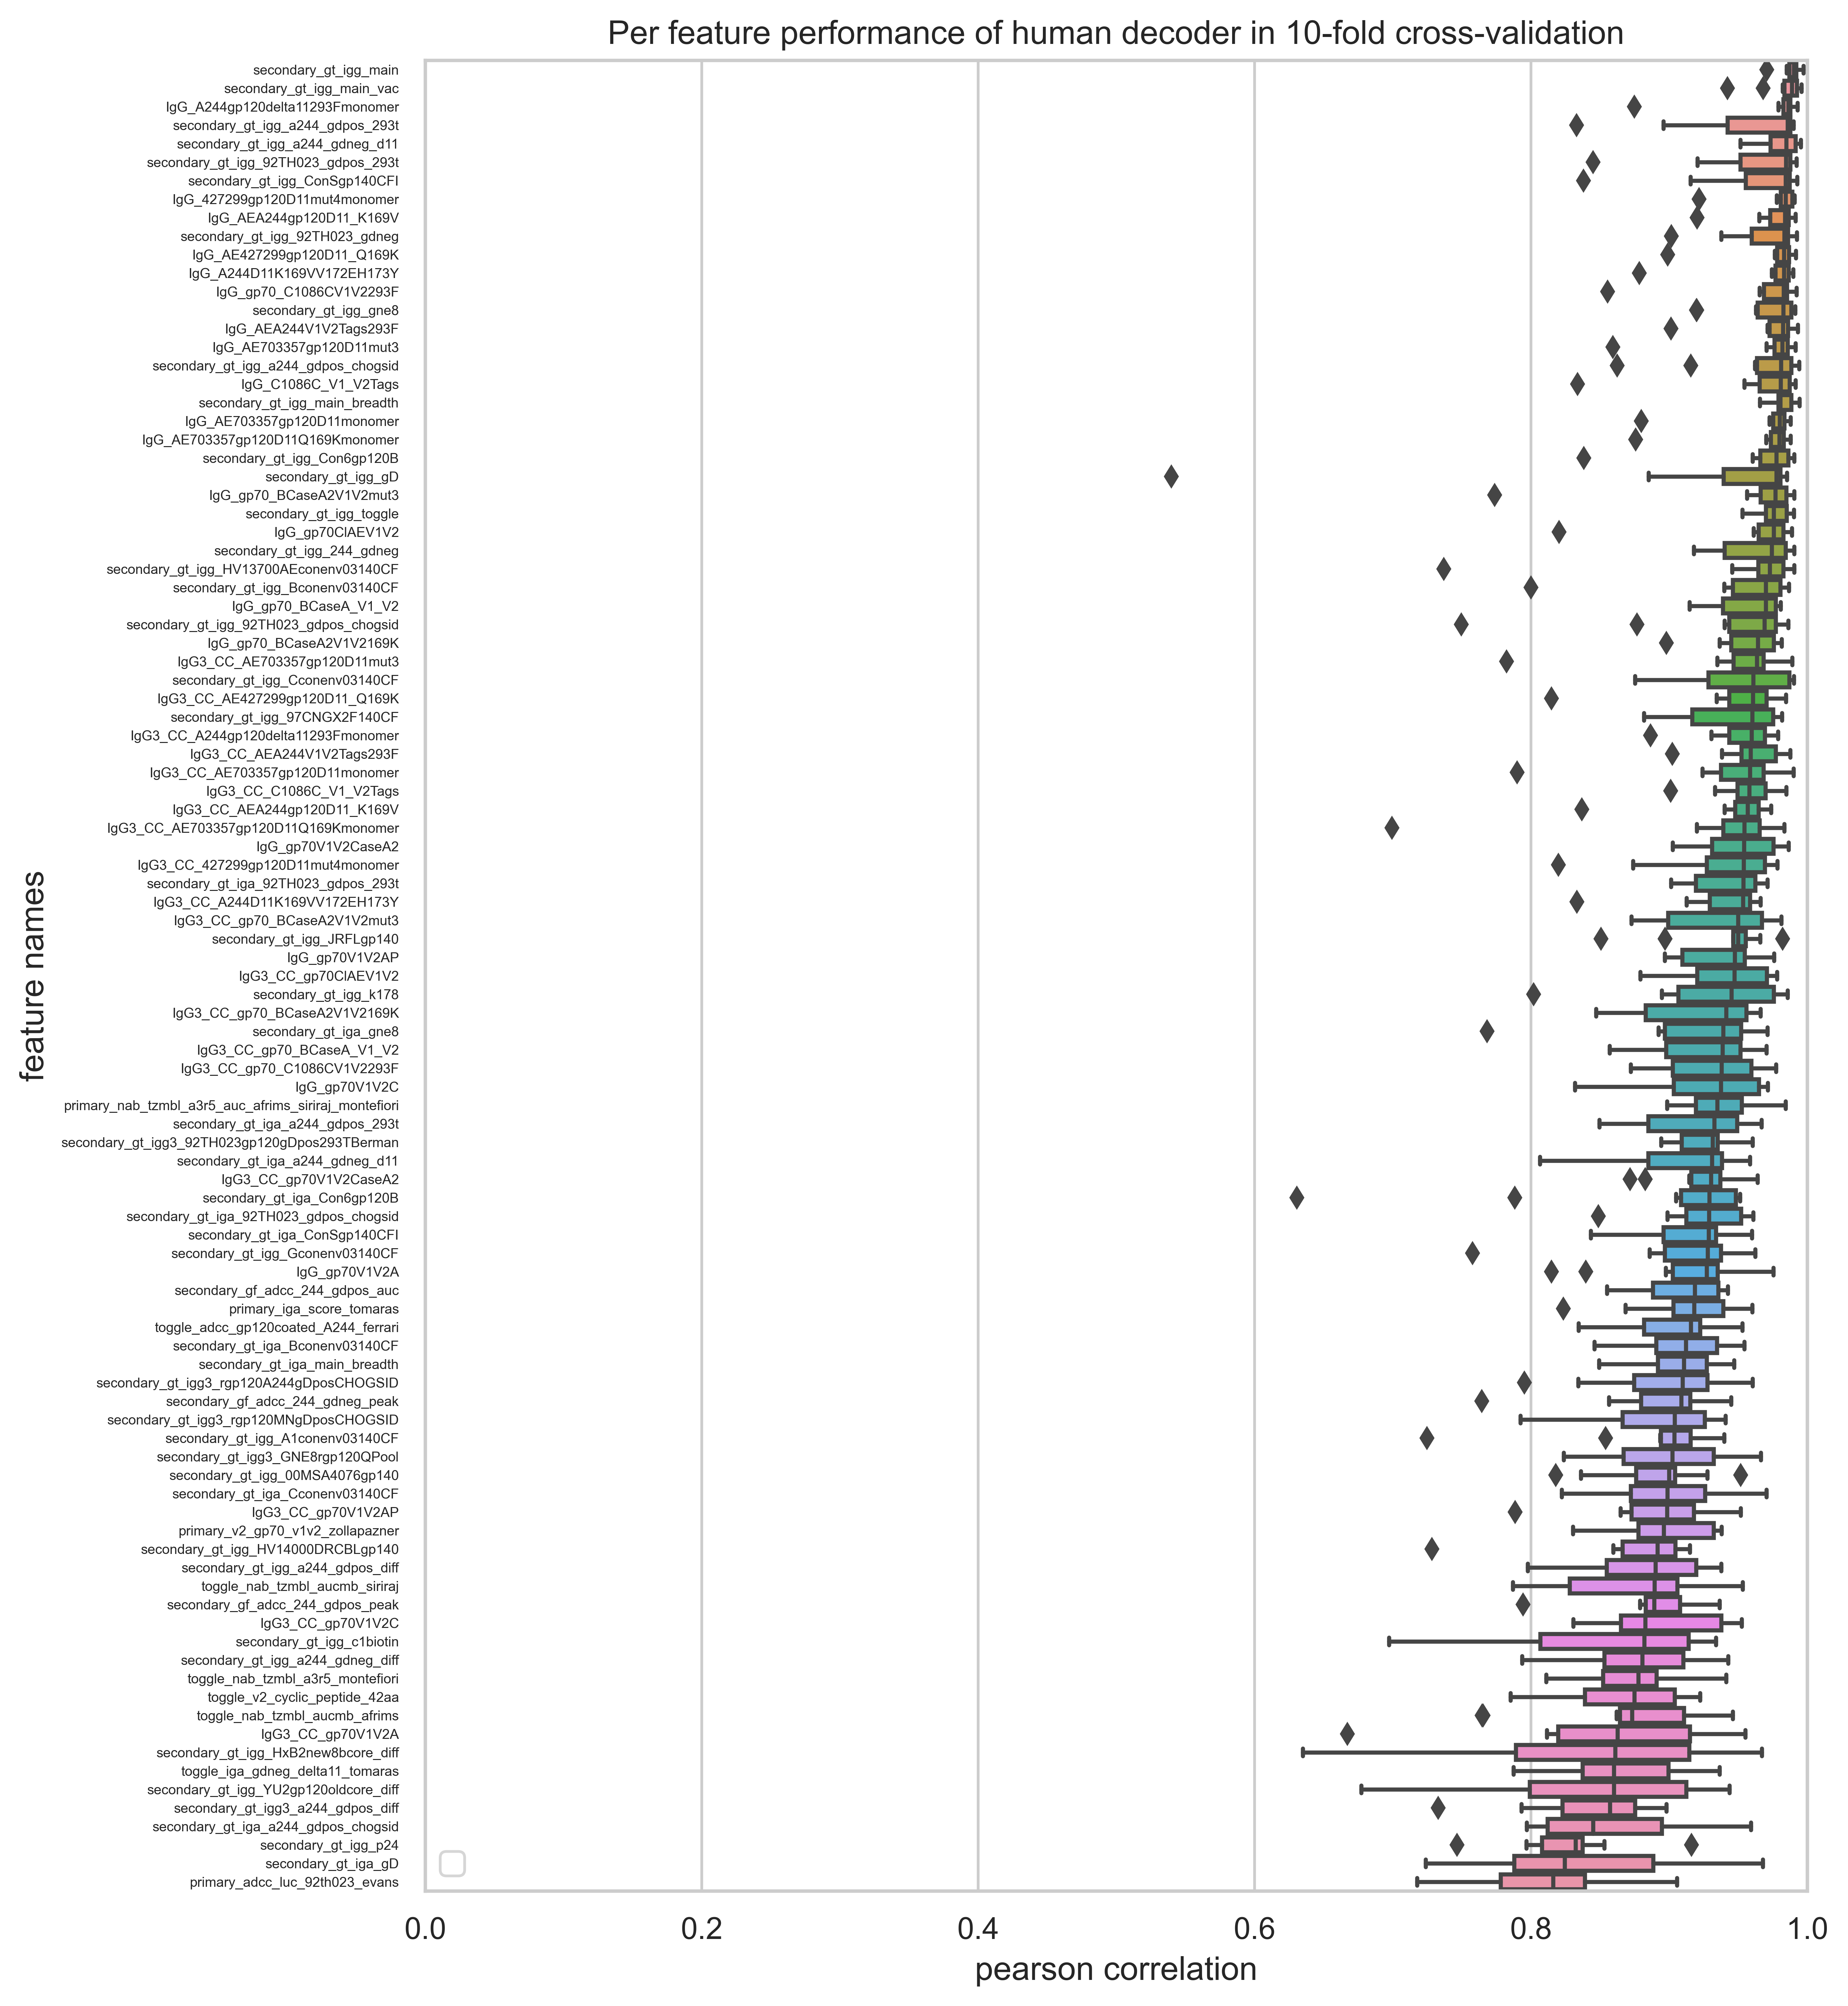 Per feature performance of human decoder in 10-fold cross-validation
secondary_gt_igg_main
secondary_gt_igg_main_vac
IgG_A244gp120delta11293Fmonomer
secondary_gt_igg_a244_gdpos_293t
secondary_gt_igg_a244_gdneg_d11
secondary_gt_igg_92TH023_gdpos_293t
secondary_gt_igg_ConSgp140CFI
IgG_427299gp120D11mut4monomer
IgG_AEA244gp120D11_K169V
secondary_gt_igg_92TH023_gdneg
IgG_AE427299gp120D11_Q169K
IgG_A244D11K169VV172EH173Y
IgG_gp70_C1086CV1V2293F
secondary_gt_igg_gne8
IgG_AEA244V1V2Tags293F
IgG_AE703357gp120D11mut3
secondary_gt_igg_a244_gdpos_chogsid
IgG_C1086C_V1_V2Tags
secondary_gt_igg_main_breadth
IgG_AE703357gp120D11monomer
IgG_AE703357gp120D11Q169Kmonomer
secondary_gt_igg_Con6gp120B
secondary_gt_igg_gD
IgG_gp70_BCaseA2V1V2mut3
secondary_gt_igg_toggle
IgG_gp70ClAEV1V2
secondary_gt_igg_244_gdneg
secondary_gt_igg_HV13700AEconenv03140CF
secondary_gt_igg_Bconenv03140CF
IgG_gp70_BCaseA_V1_V2
secondary_gt_igg_92TH023_gdpos_chogsid
IgG_gp70_BCaseA2V1V2169K
IgG3_CC_AE703357gp120D11mut3
secondary_gt_igg_Cconenv03140CF
IgG3_CC_AE427299gp120D11_Q169K
secondary_gt_igg_97CNGX2F140CF
IgG3_CC_A244gp120delta11293Fmonomer
IgG3_CC_AEA244V1V2Tags293F
IgG3_CC_AE703357gp120D11monomer
IgG3_CC_C1086C_V1_V2Tags
IgG3_CC_AEA244gp120D11_K169V
IgG3_CC_AE703357gp120D11Q169Kmonomer
IgG_gp70V1V2CaseA2
IgG3_CC_427299gp120D11mut4monomer
secondary_gt_iga_92TH023_gdpos_293t
IgG3_CC_A244D11K169VV172EH173Y
IgG3_CC_gp70_BCaseA2V1V2mut3
secondary_gt_igg_JRFLgp140
IgG_gp70V1V2AP
IgG3_CC_gp70ClAEV1V2
secondary_gt_igg_k178
IgG3_CC_gp70_BCaseA2V1V2169K
secondary_gt_iga_gne8
IgG3_CC_gp70_BCaseA_V1_V2
IgG3_CC_gp70_C1086CV1V2293F
IgG_gp70V1V2C
primary_nab_tzmbl_a3r5_auc_afrims_siriraj_montefiori
secondary_gt_iga_a244_gdpos_293t
secondary_gt_igg3_92TH023gp120gDpos293TBerman
secondary_gt_iga_a244_gdneg_d11
IgG3_CC_gp70V1V2CaseA2
secondary_gt_iga_Con6gp120B
secondary_gt_iga_92TH023_gdpos_chogsid
secondary_gt_iga_ConSgp140CFI
secondary_gt_igg_Gconenv03140CF
IgG_gp70V1V2A
secondary_gf_adcc_244_gdpos_auc
primary_iga_score_tomaras
toggle_adcc_gp120coated_A244_ferrari
secondary_gt_iga_Bconenv03140CF
secondary_gt_iga_main_breadth
secondary_gt_igg3_rgp120A244gDposCHOGSID
secondary_gf_adcc_244_gdneg_peak
secondary_gt_igg3_rgp120MNgDposCHOGSID
secondary_gt_igg_A1conenv03140CF
secondary_gt_igg3_GNE8rgp120QPool
secondary_gt_igg_00MSA4076gp140
secondary_gt_iga_Cconenv03140CF
IgG3_CC_gp70V1V2AP
primary_v2_gp70_v1v2_zollapazner
secondary_gt_igg_HV14000DRCBLgp140
secondary_gt_igg_a244_gdpos_diff
toggle_nab_tzmbl_aucmb_siriraj
secondary_gf_adcc_244_gdpos_peak
IgG3_CC_gp70V1V2C
secondary_gt_igg_c1biotin
secondary_gt_igg_a244_gdneg_diff
toggle_nab_tzmbl_a3r5_montefiori
toggle_v2_cyclic_peptide_42aa
toggle_nab_tzmbl_aucmb_afrims
IgG3_CC_gp70V1V2A
secondary_gt_igg_HxB2new8bcore_diff
toggle_iga_gdneg_delta11_tomaras
secondary_gt_igg_YU2gp120oldcore_diff
secondary_gt_igg3_a244_gdpos_diff
secondary_gt_iga_a244_gdpos_chogsid
secondary_gt_igg_p24
secondary_gt_iga_gD
primary_adcc_luc_92th023_evans
feature names
0.0 0.2 0.4 0.6 0.8 1.0
pearson correlation